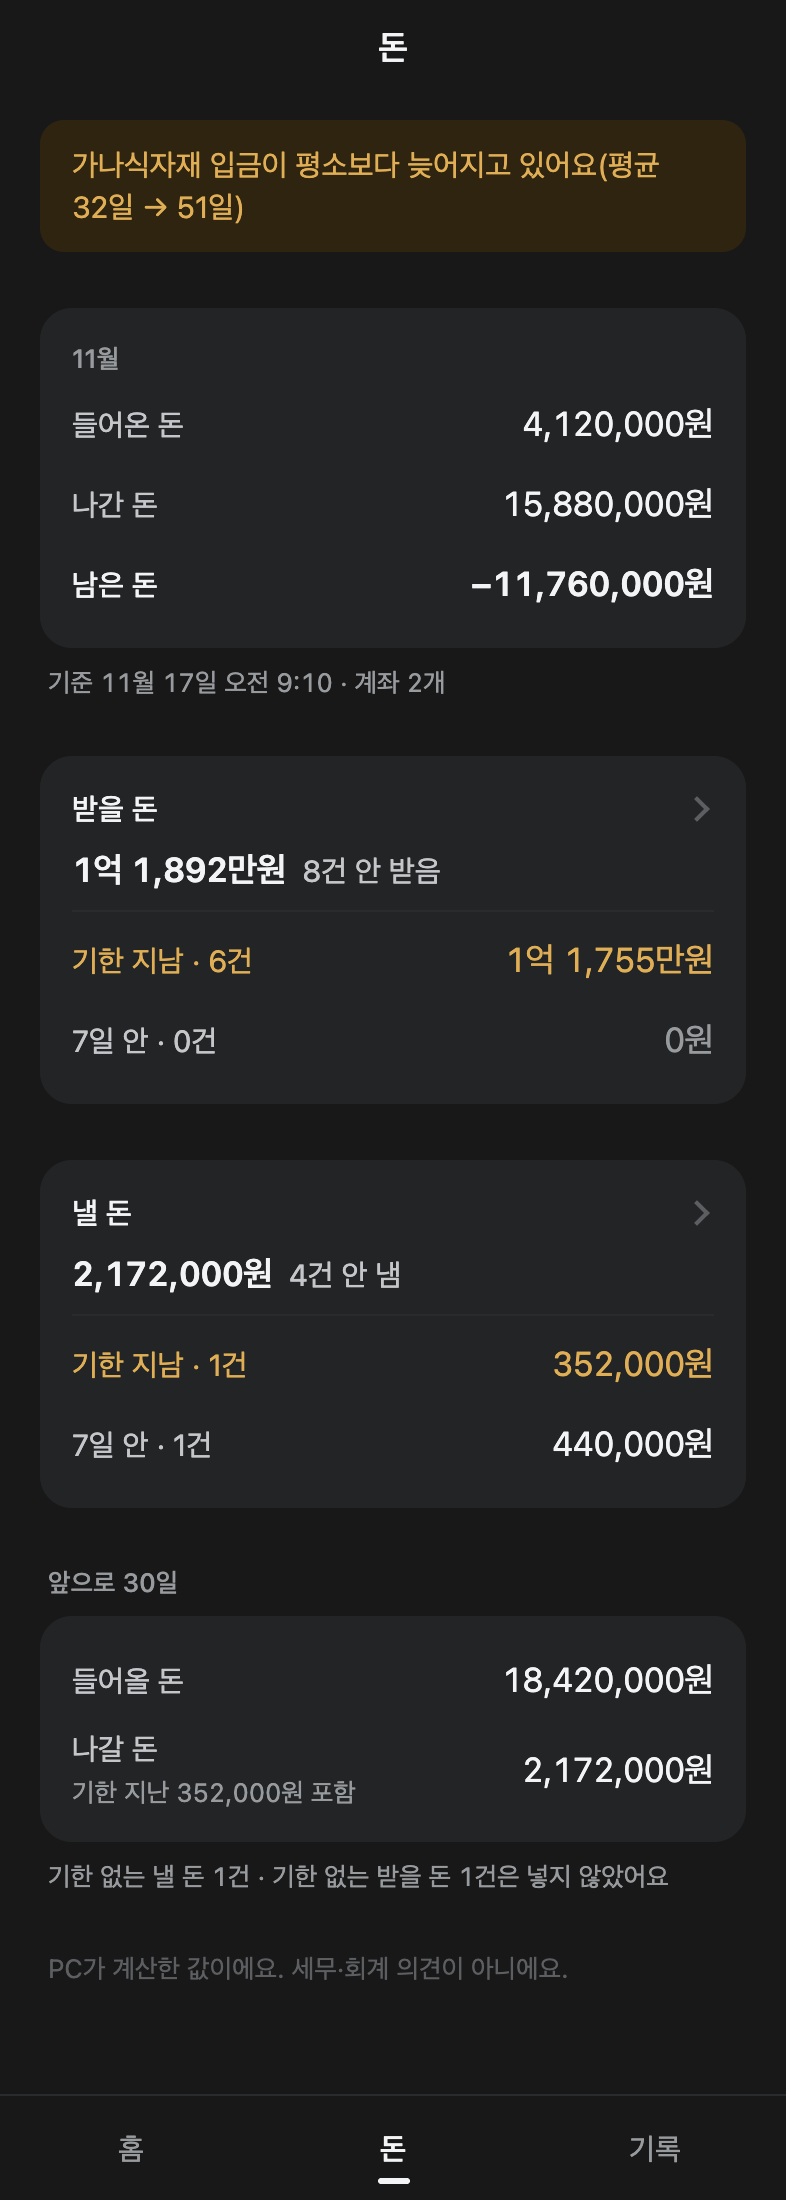 돈
가나식자재 입금이 평소보다 늦어지고 있어요(평균
32일 → 51일)
11월
들어온 돈 4,120,000원
나간 돈 15,880,000원
남은 돈 −11,760,000원
기준 11월 17일 오전 9:10 · 계좌 2개
받을 돈
1억 1,892만원 8건 안 받음
기한 지남 · 6건 1억 1,755만원
7일 안 · 0건 0원
낼 돈
2,172,000원 4건 안 냄
기한 지남 · 1건 352,000원
7일 안 · 1건 440,000원
앞으로 30일
들어올 돈 18,420,000원
나갈 돈 2,172,000원
기한 지난 352,000원 포함
기한 없는 낼 돈 1건 · 기한 없는 받을 돈 1건은 넣지 않았어요
PC가 계산한 값이에요. 세무·회계 의견이 아니에요.
홈 돈 기록